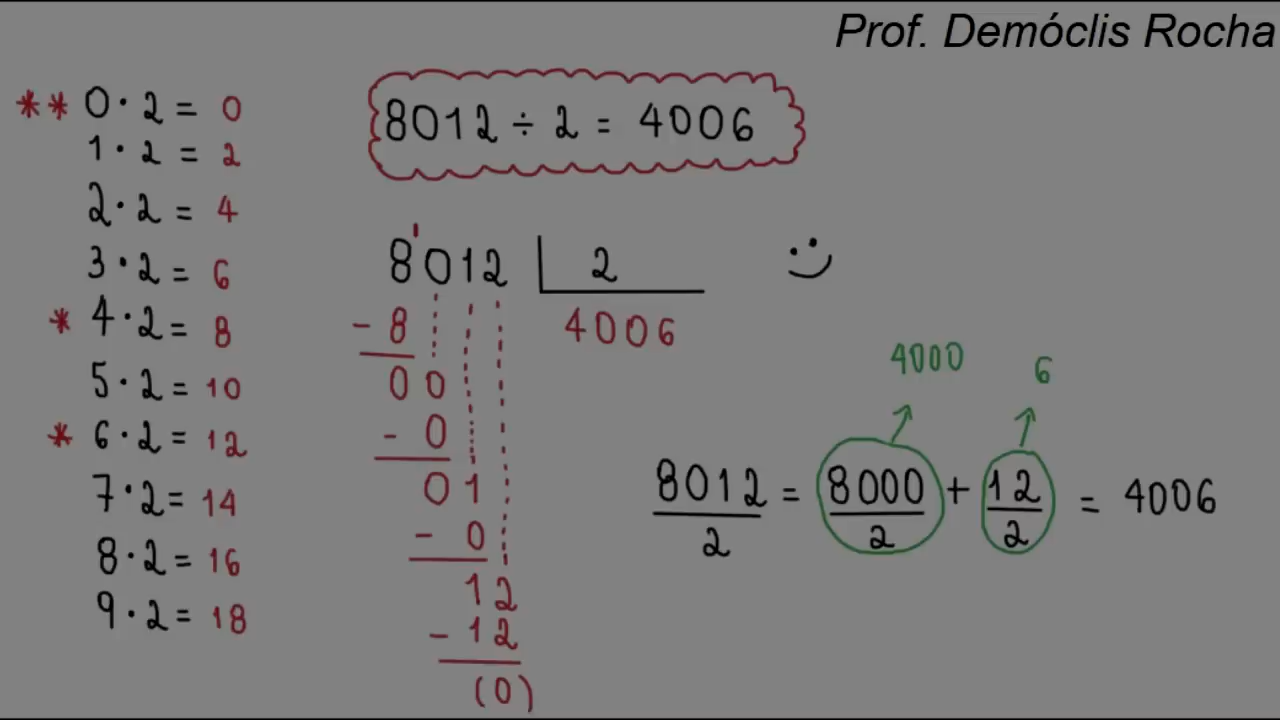 Prof. Demóclis Rocha
** 0 · 2 = 0
1 · 2 = 2
2 · 2 = 4
3 · 2 = 6
* 4 · 2 = 8
5 · 2 = 10
* 6 · 2 = 12
7 · 2 = 14
8 · 2 = 16
9 · 2 = 18
8012 ÷ 2 = 4006
8'012 2
- 8 4006
00
- 0
01
- 0
12
- 12
(0)
4000 6
8012/2 = 8000/2 + 12/2 = 4006